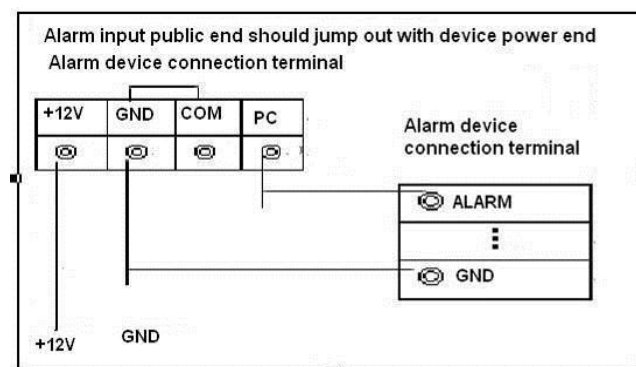 Alarm input public end should jump out with device power end
Alarm device connection terminal
+12V GND COM PC
Alarm device
connection terminal
ALARM
GND
+12V GND